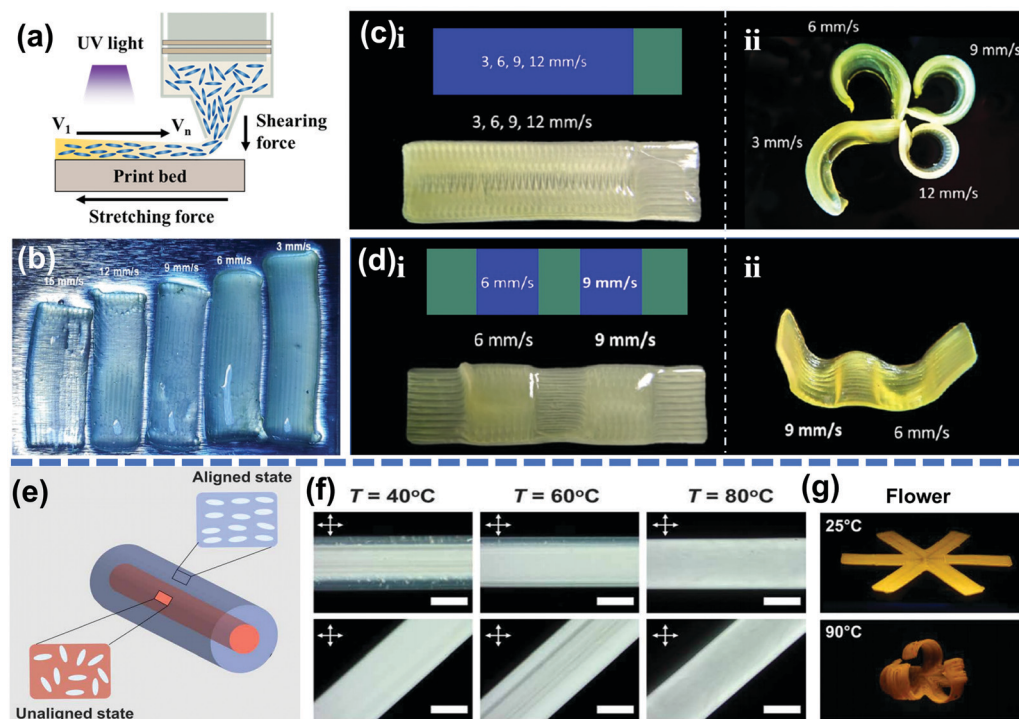 (a)
UV light
V1
Vn
Shearing
force
Print bed
Stretching force
(b)
15 mm/s
12 mm/s
9 mm/s
6 mm/s
3 mm/s
(c)i
3, 6, 9, 12 mm/s
3, 6, 9, 12 mm/s
ii
6 mm/s
9 mm/s
3 mm/s
12 mm/s
(d)i
6 mm/s
9 mm/s
6 mm/s
9 mm/s
ii
9 mm/s
6 mm/s
(e)
Aligned state
Unaligned state
(f)
T = 40°C
T = 60°C
T = 80°C
(g)
Flower
25°C
90°C